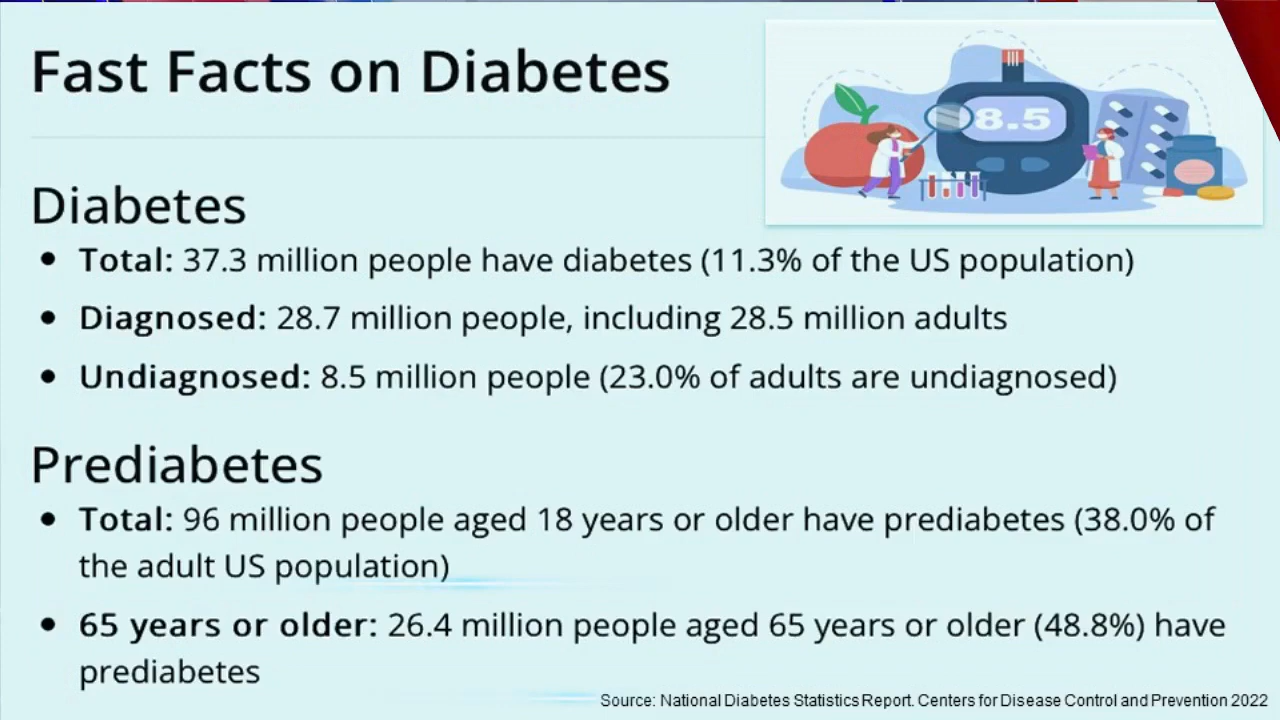 Fast Facts on Diabetes
8.5
Diabetes
• Total: 37.3 million people have diabetes (11.3% of the US population)
• Diagnosed: 28.7 million people, including 28.5 million adults
• Undiagnosed: 8.5 million people (23.0% of adults are undiagnosed)
Prediabetes
• Total: 96 million people aged 18 years or older have prediabetes (38.0% of
the adult US population)
• 65 years or older: 26.4 million people aged 65 years or older (48.8%) have
prediabetes
Source: National Diabetes Statistics Report. Centers for Disease Control and Prevention 2022